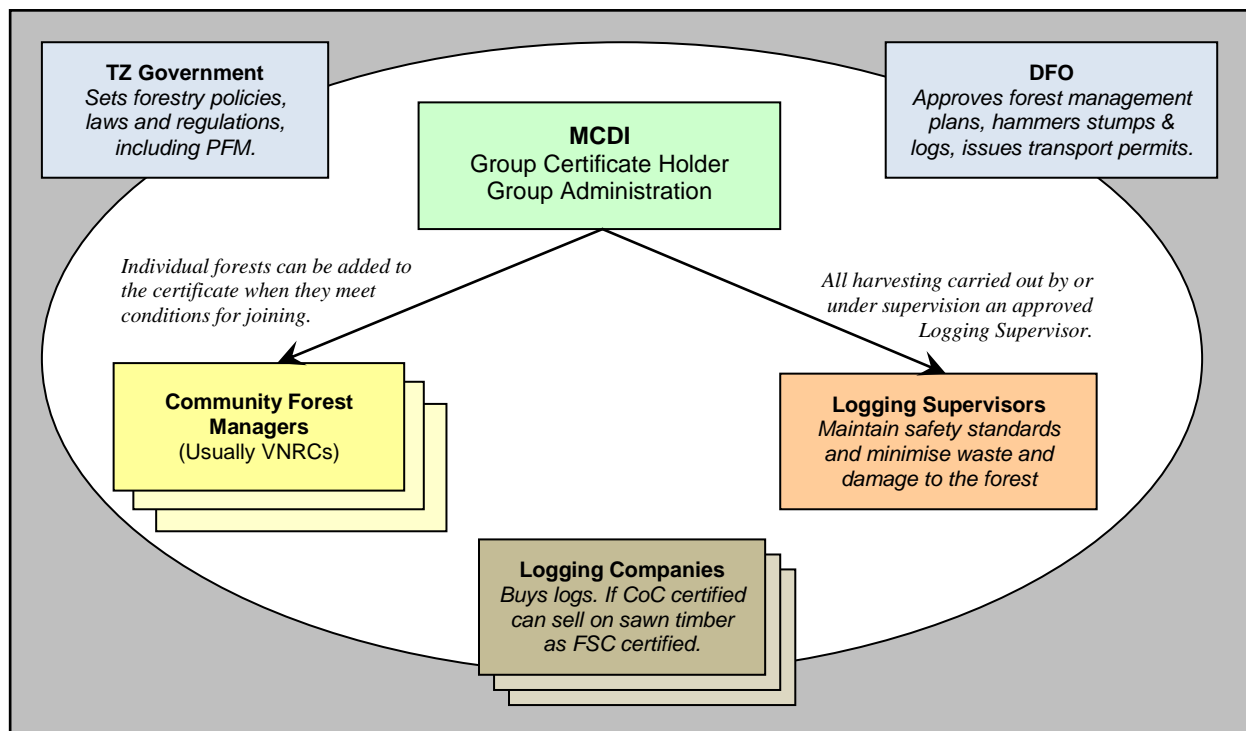 TZ Government
Sets forestry policies,
laws and regulations,
including PFM.
DFO
Approves forest management
plans, hammers stumps &
logs, issues transport permits.
MCDI
Group Certificate Holder
Group Administration
Individual forests can be added to
the certificate when they meet
conditions for joining.
All harvesting carried out by or
under supervision an approved
Logging Supervisor.
Community Forest
Managers
(Usually VNRCs)
Logging Supervisors
Maintain safety standards
and minimise waste and
damage to the forest
Logging Companies
Buys logs. If CoC certified
can sell on sawn timber
as FSC certified.